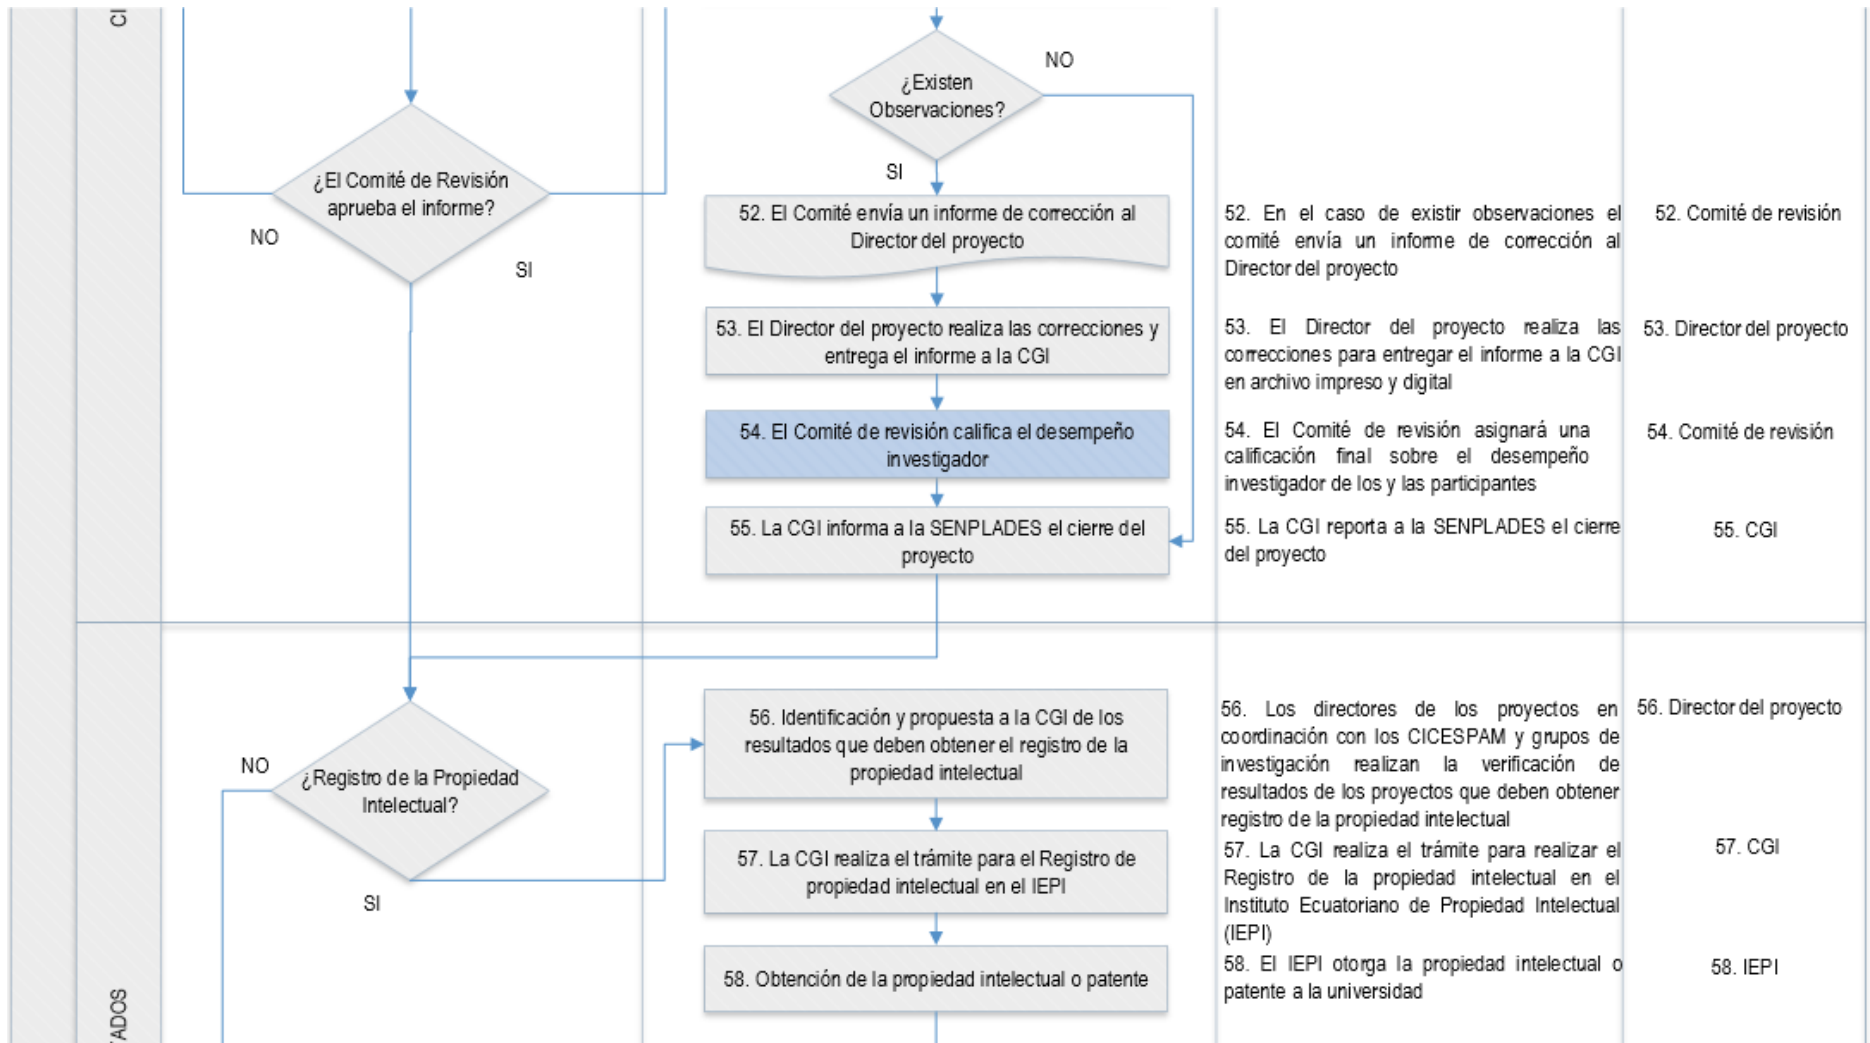 CI
NO
¿Existen
Observaciones?
SI
¿El Comité de Revisión
aprueba el informe?
NO
SI
52. El Comité envía un informe de corrección al
Director del proyecto
52. En el caso de existir observaciones el
comité envía un informe de corrección al
Director del proyecto
52. Comité de revisión
53. El Director del proyecto realiza las correcciones y
entrega el informe a la CGI
53. El Director del proyecto realiza las
correcciones para entregar el informe a la CGI
en archivo impreso y digital
53. Director del proyecto
54. El Comité de revisión califica el desempeño
investigador
54. El Comité de revisión asignará una
calificación final sobre el desempeño
investigador de los y las participantes
54. Comité de revisión
55. La CGI informa a la SENPLADES el cierre del
proyecto
55. La CGI reporta a la SENPLADES el cierre
del proyecto
55. CGI
NO
¿Registro de la Propiedad
Intelectual?
SI
56. Identificación y propuesta a la CGI de los
resultados que deben obtener el registro de la
propiedad intelectual
56. Los directores de los proyectos en
coordinación con los CICESPAM y grupos de
investigación realizan la verificación de
resultados de los proyectos que deben obtener
registro de la propiedad intelectual
56. Director del proyecto
57. La CGI realiza el trámite para el Registro de
propiedad intelectual en el IEPI
57. La CGI realiza el trámite para realizar el
Registro de la propiedad intelectual en el
Instituto Ecuatoriano de Propiedad Intelectual
(IEPI)
57. CGI
58. Obtención de la propiedad intelectual o patente
58. El IEPI otorga la propiedad intelectual o
patente a la universidad
58. IEPI
TADOS